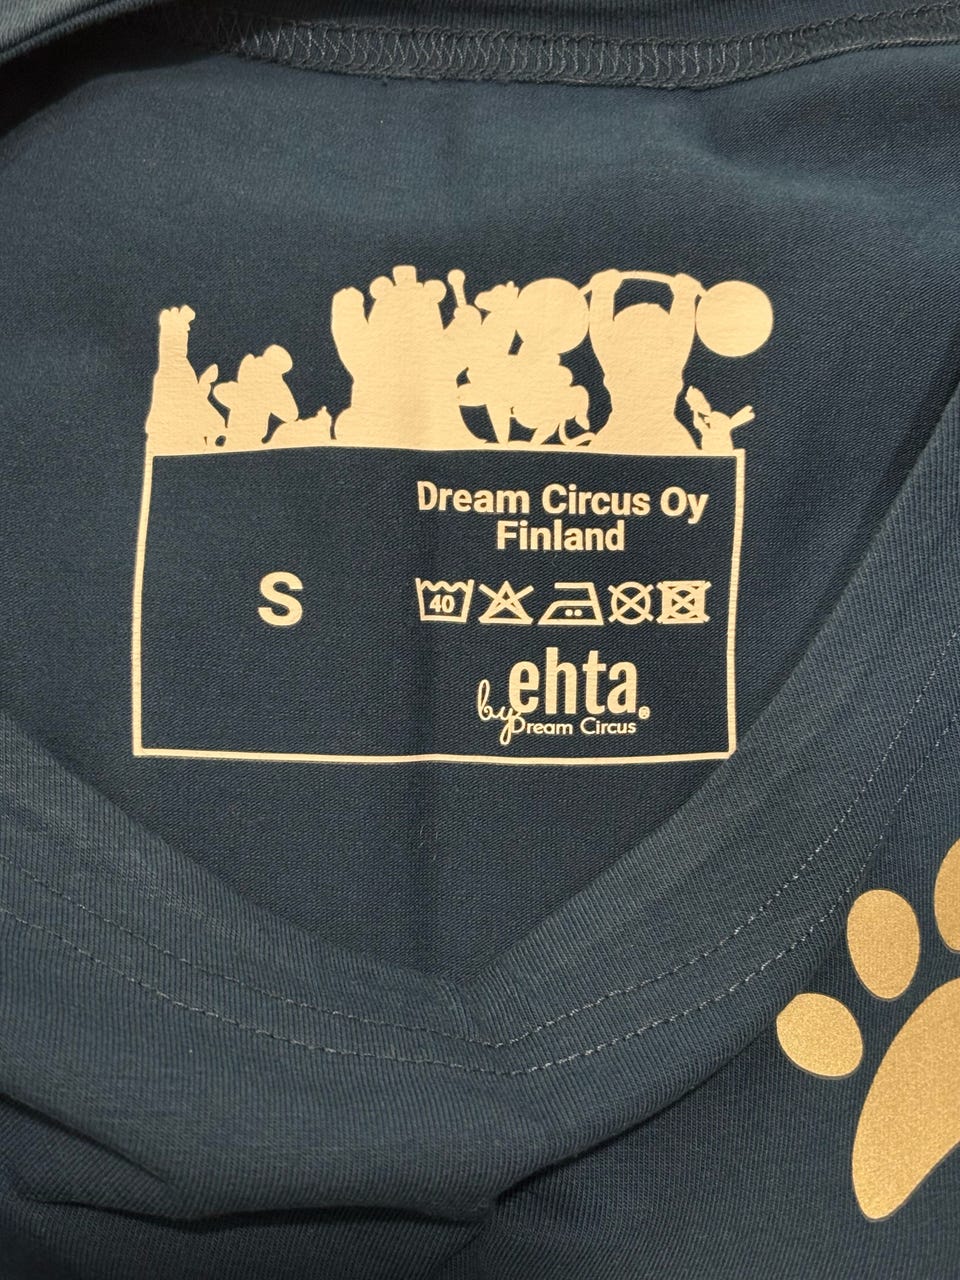 Dream Circus Oy
Finland
S
40
ehta®
by Dream Circus